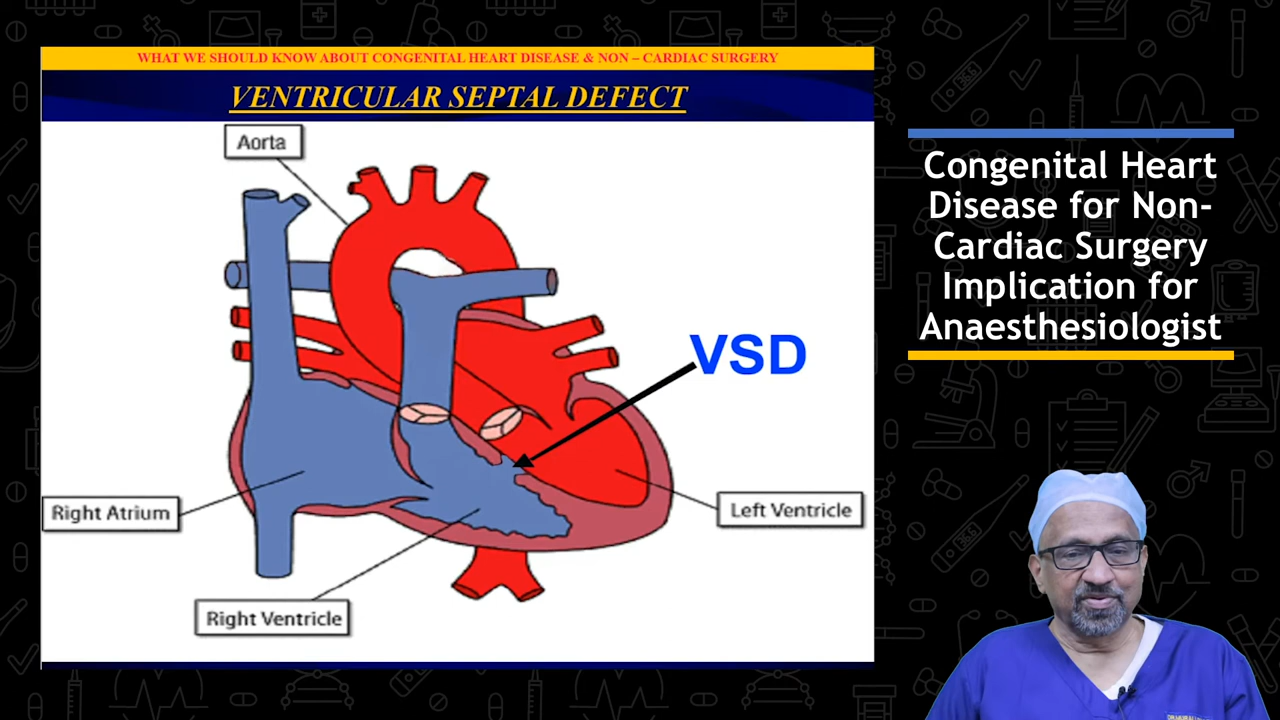 WHAT WE SHOULD KNOW ABOUT CONGENITAL HEART DISEASE & NON – CARDIAC SURGERY
VENTRICULAR SEPTAL DEFECT
Aorta
VSD
Right Atrium
Left Ventricle
Right Ventricle
Congenital Heart
Disease for Non-
Cardiac Surgery
Implication for
Anaesthesiologist